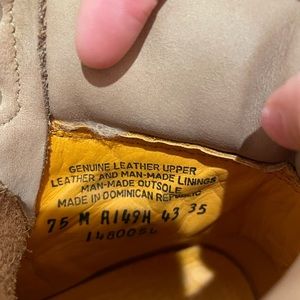 GENUINE LEATHER UPPER
LEATHER AND MAN-MADE LININGS
MAN-MADE OUTSOLE
MADE IN DOMINICAN REPUBLIC
75 M A149H 43 35